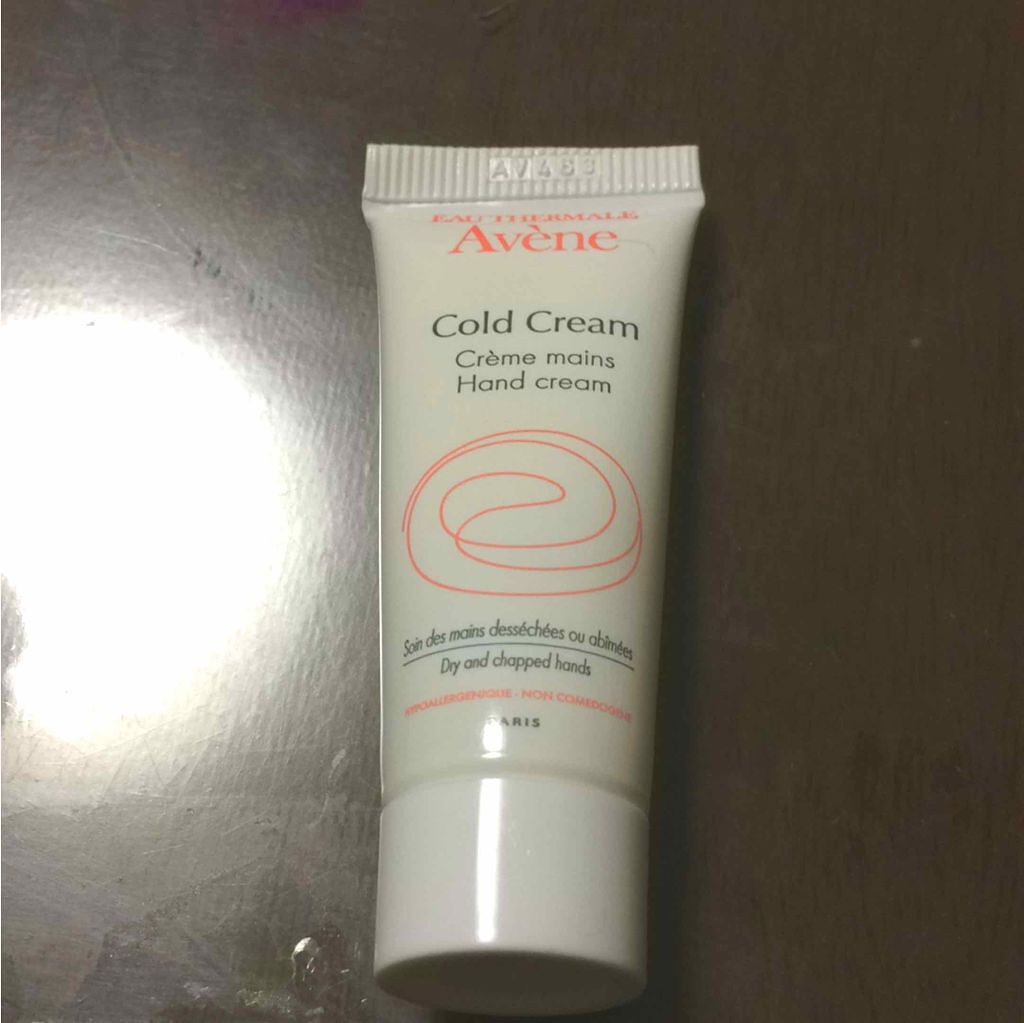 AV463
EAU THERMALE
Avène
Cold Cream
Crème mains
Hand cream
Soin des mains desséchées ou abîmées
Dry and chapped hands
HYPOALLERGENIQUE - NON COMEDOGENE
PARIS